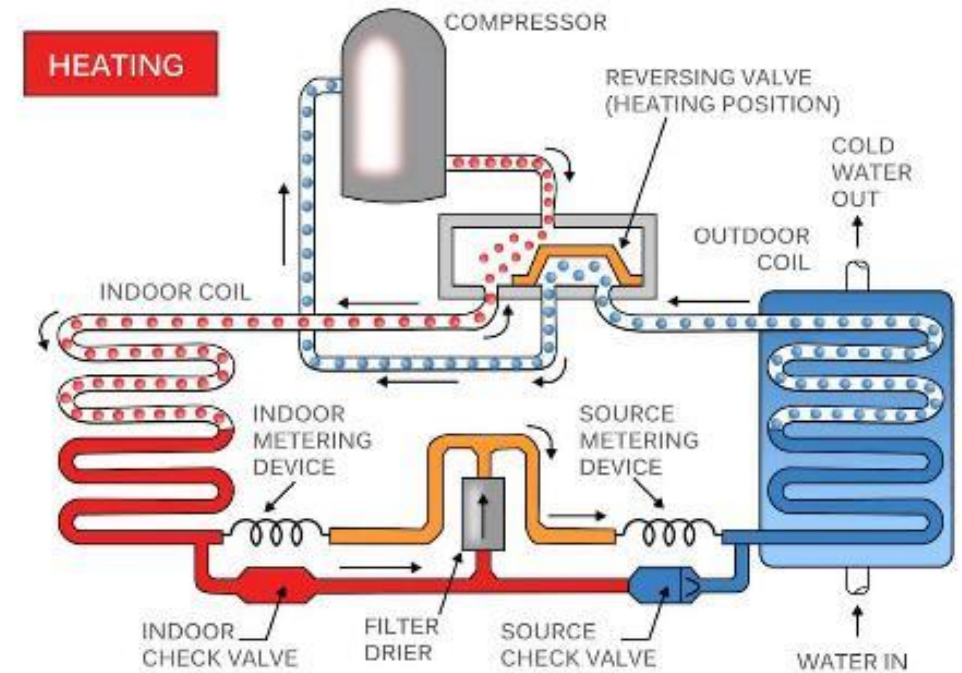 HEATING
COMPRESSOR
REVERSING VALVE
(HEATING POSITION)
COLD
WATER
OUT
OUTDOOR
COIL
INDOOR COIL
INDOOR
METERING
DEVICE
SOURCE
METERING
DEVICE
INDOOR
CHECK VALVE
FILTER
DRIER
SOURCE
CHECK VALVE
WATER IN